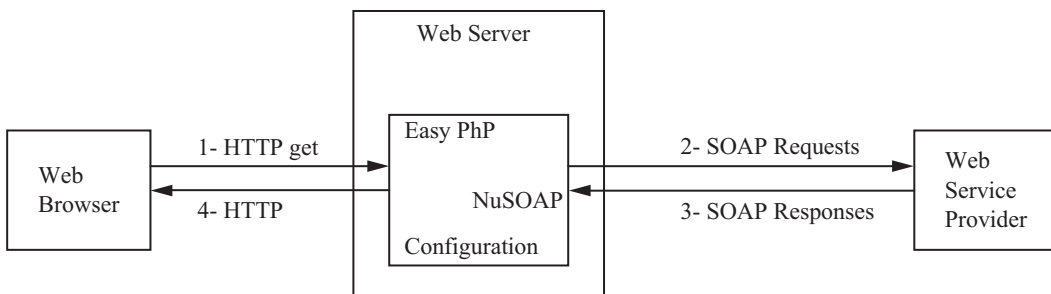 Web Server
Easy PhP
1- HTTP get
2- SOAP Requests
Web
Browser
Web
Service
Provider
4- HTTP
NuSOAP
3- SOAP Responses
Configuration